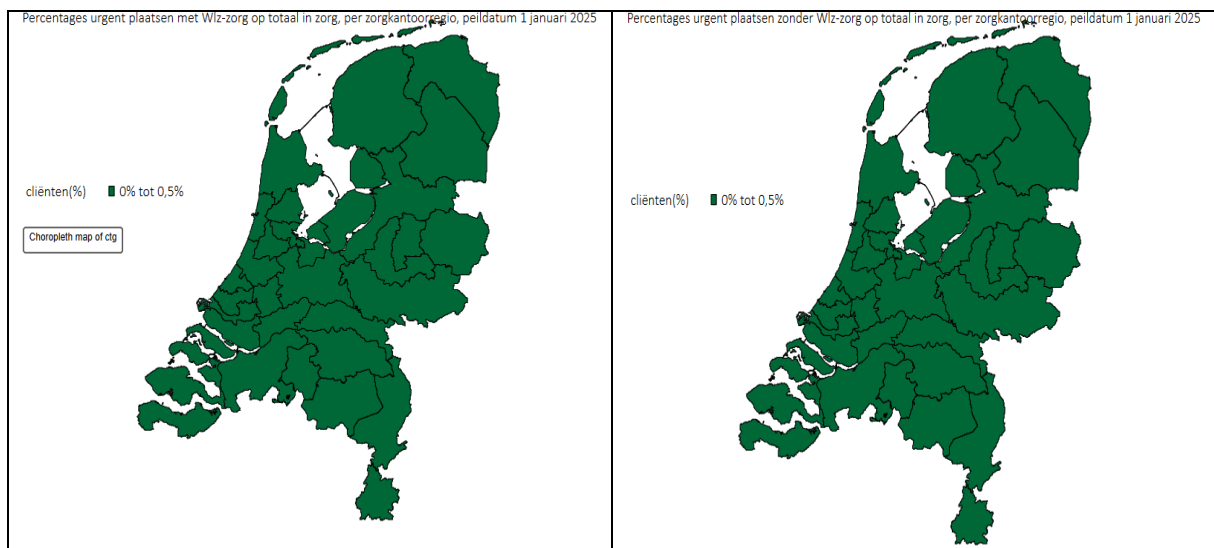 Percentages urgent plaatsen met Wlz-zorg op totaal in zorg, per zorgkantoorregio, peildatum 1 januari 2025
cliënten(%) 0% tot 0,5%
Choropleth map of ctg
Percentages urgent plaatsen zonder Wlz-zorg op totaal in zorg, per zorgkantoorregio, peildatum 1 januari 2025
cliënten(%) 0% tot 0,5%